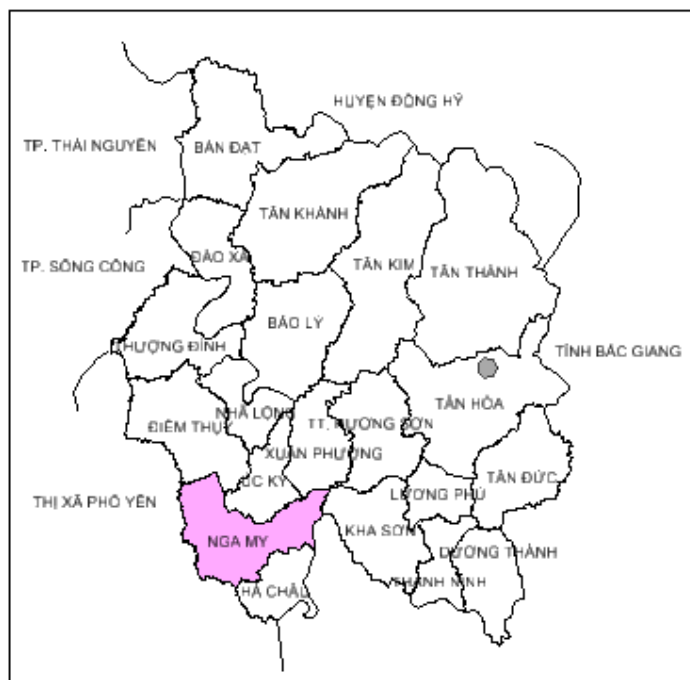 HUYỆN ĐỒNG HỶ
TP. THÁI NGUYÊN
BÀN ĐẠT
TÂN KHÁNH
ĐÀO XÁ
TÂN KIM
TÂN THÀNH
TP. SÔNG CÔNG
BẢO LÝ
THƯỢNG ĐÌNH
TỈNH BẮC GIANG
NHÃ LỘNG
TÂN HÒA
ĐIỀM THỤY
TT. HƯƠNG SƠN
XUÂN PHƯƠNG
TÂN ĐỨC
ÚC KỲ
LƯƠNG PHÚ
THỊ XÃ PHỔ YÊN
KHA SƠN
NGA MY
DƯƠNG THÀNH
THANH NINH
HÀ CHÂU